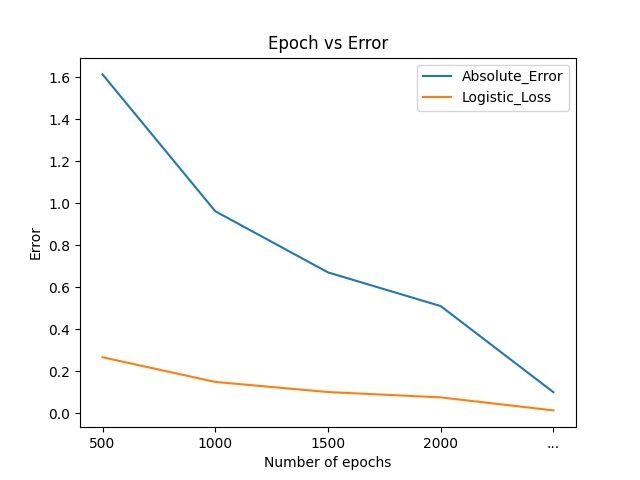 Epoch vs Error
Absolute_Error
Logistic_Loss
1.6
1.4
1.2
1.0
0.8
0.6
0.4
0.2
0.0
Error
500 1000 1500 2000 ...
Number of epochs